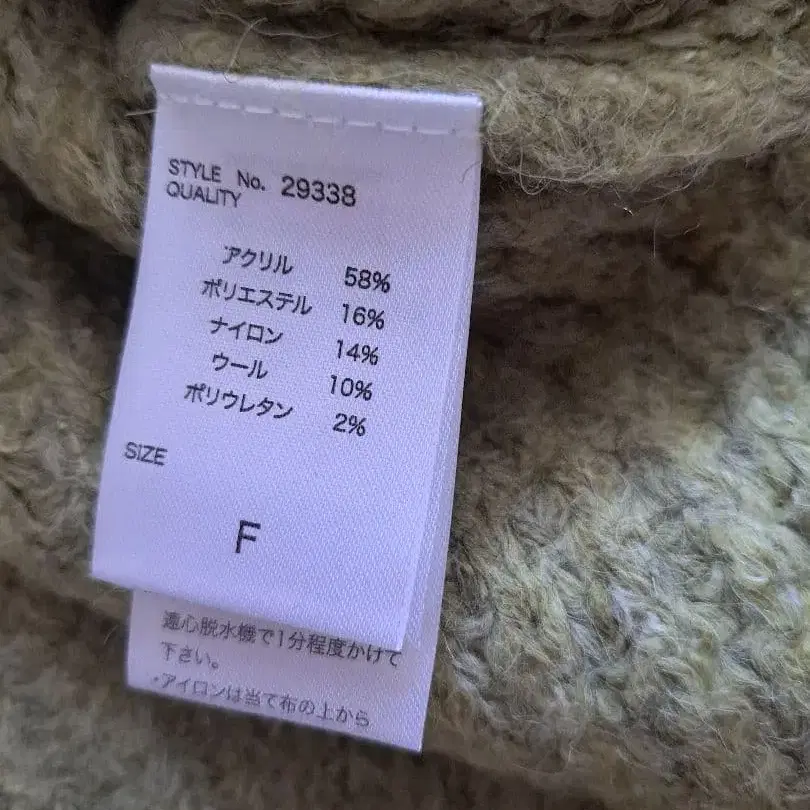 STYLE No. 29338
QUALITY
アクリル 58%
ポリエステル 16%
ナイロン 14%
ウール 10%
ポリウレタン 2%
SIZE
F
遠心脱水機で1分程度かけて
下さい。
・アイロンは当て布の上から